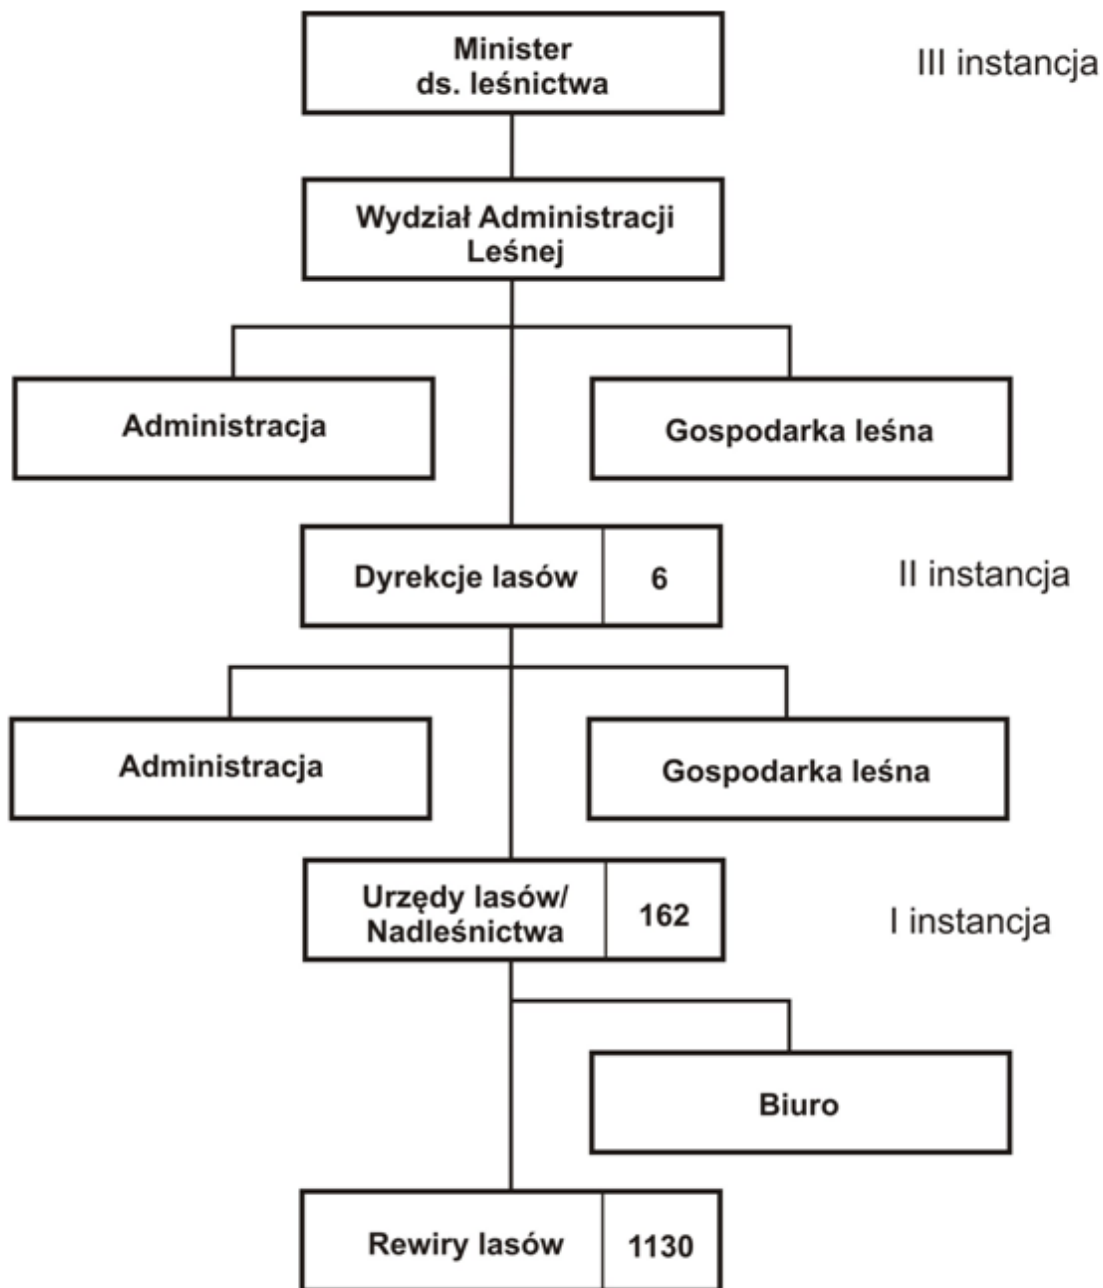 Minister
ds. leśnictwa
III instancja
Wydział Administracji
Leśnej
Administracja
Gospodarka leśna
Dyrekcje lasów
6
II instancja
Administracja
Gospodarka leśna
Urzędy lasów/
Nadleśnictwa
162
I instancja
Biuro
Rewiry lasów
1130